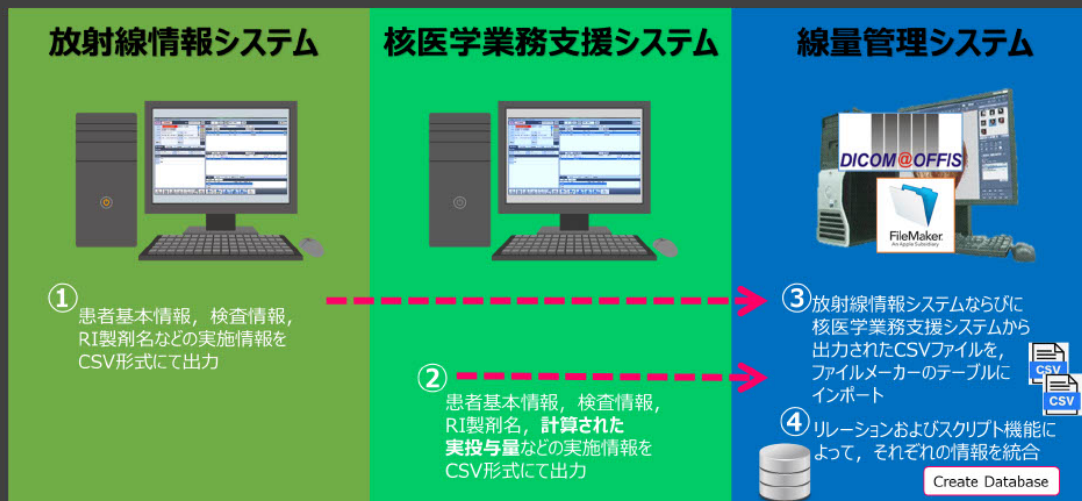 放射線情報システム
核医学業務支援システム
線量管理システム
DICOM@OFFIS
FileMaker
An Apple Subsidiary
①
患者基本情報，検査情報，
RI製剤名などの実施情報を
CSV形式にて出力
②
患者基本情報，検査情報，
RI製剤名，計算された
実投与量などの実施情報を
CSV形式にて出力
③
放射線情報システムならびに
核医学業務支援システムから
出力されたCSVファイルを，
ファイルメーカーのテーブルに
インポート
CSV
CSV
④
リレーションおよびスクリプト機能に
よって，それぞれの情報を統合
Create Database